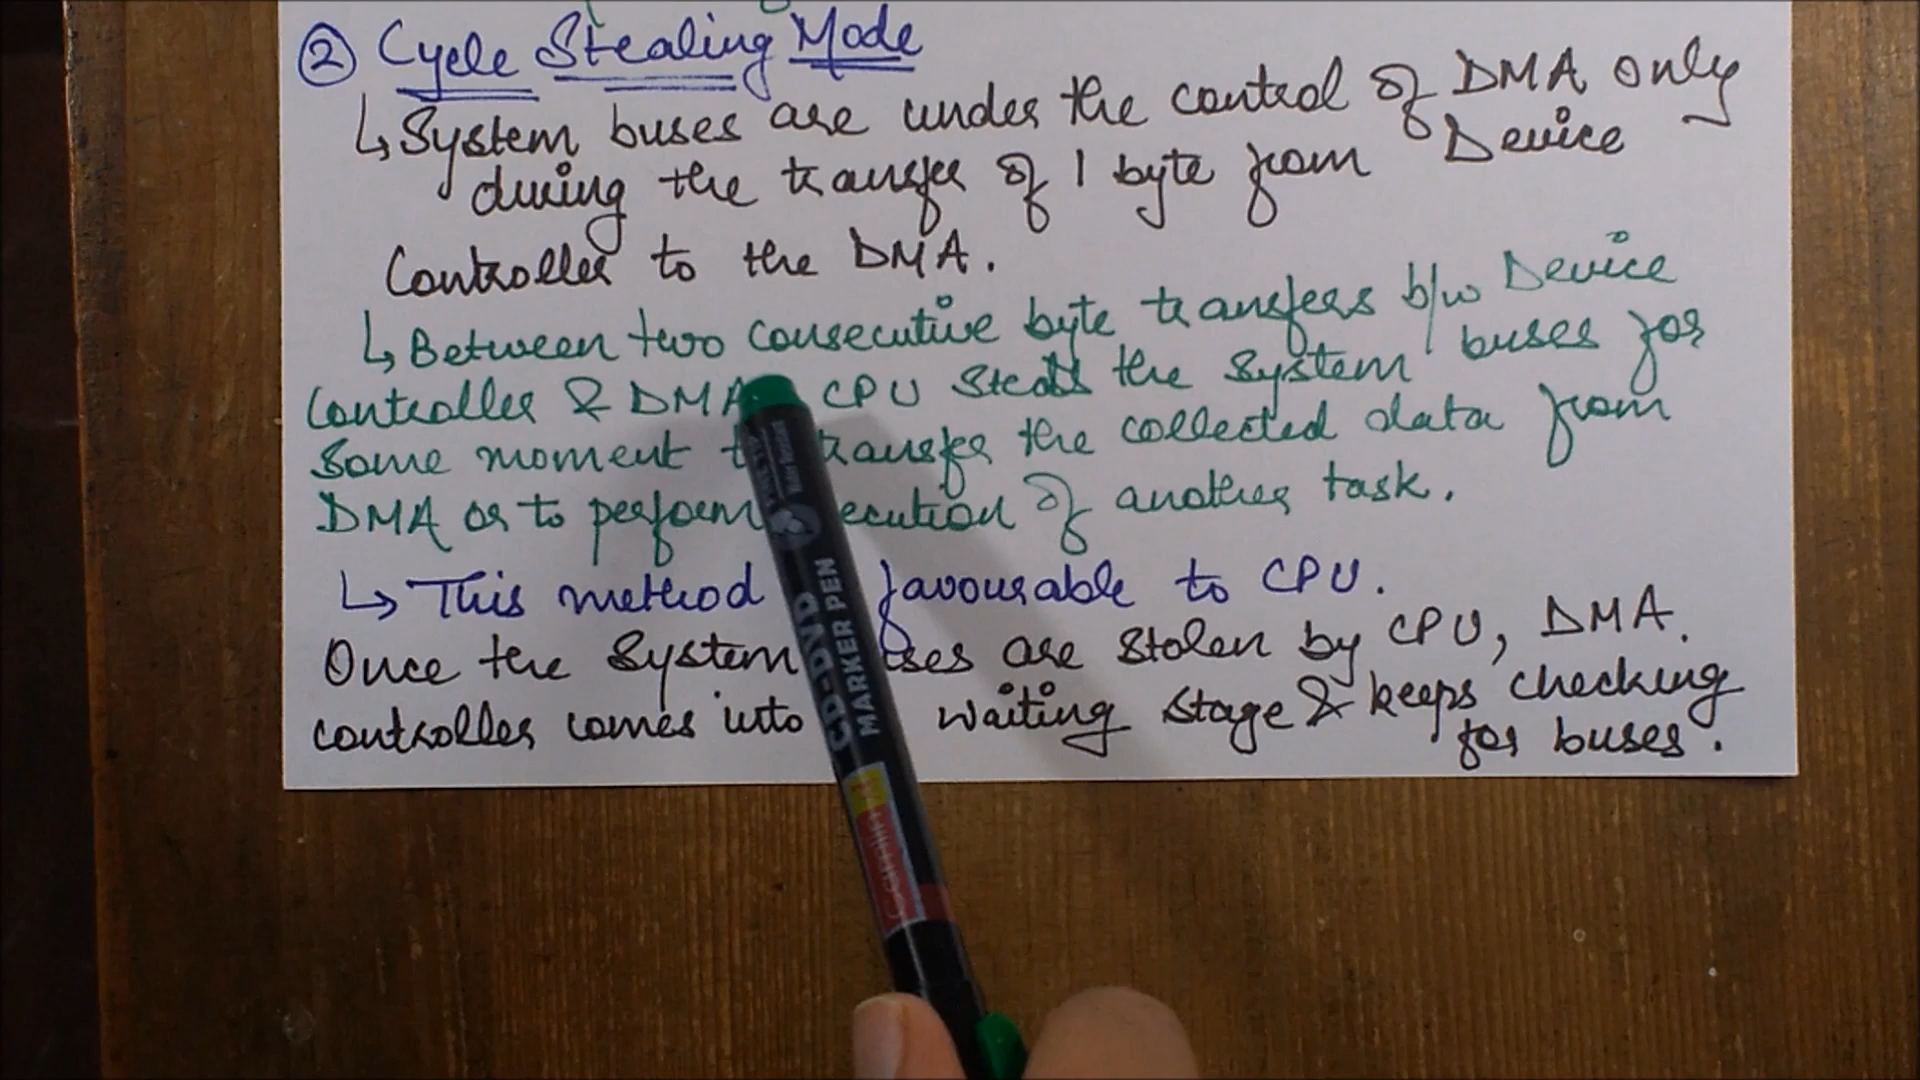 ② Cycle Stealing Mode
↳ System buses are under the control of DMA only
during the transfer of 1 byte from Device
Controller to the DMA.
↳ Between two consecutive byte transfers b/w Device
Controller & DMA CPU Steals the System buses for
Some moment transfer the collected data from
DMA or to perform ecution of another task.
↳ This method favourable to CPU.
Once the System uses are Stolen by CPU, DMA.
controller comes into waiting Stage & keeps checking
for buses.
CD-DVD
MARKER PEN
Camlin